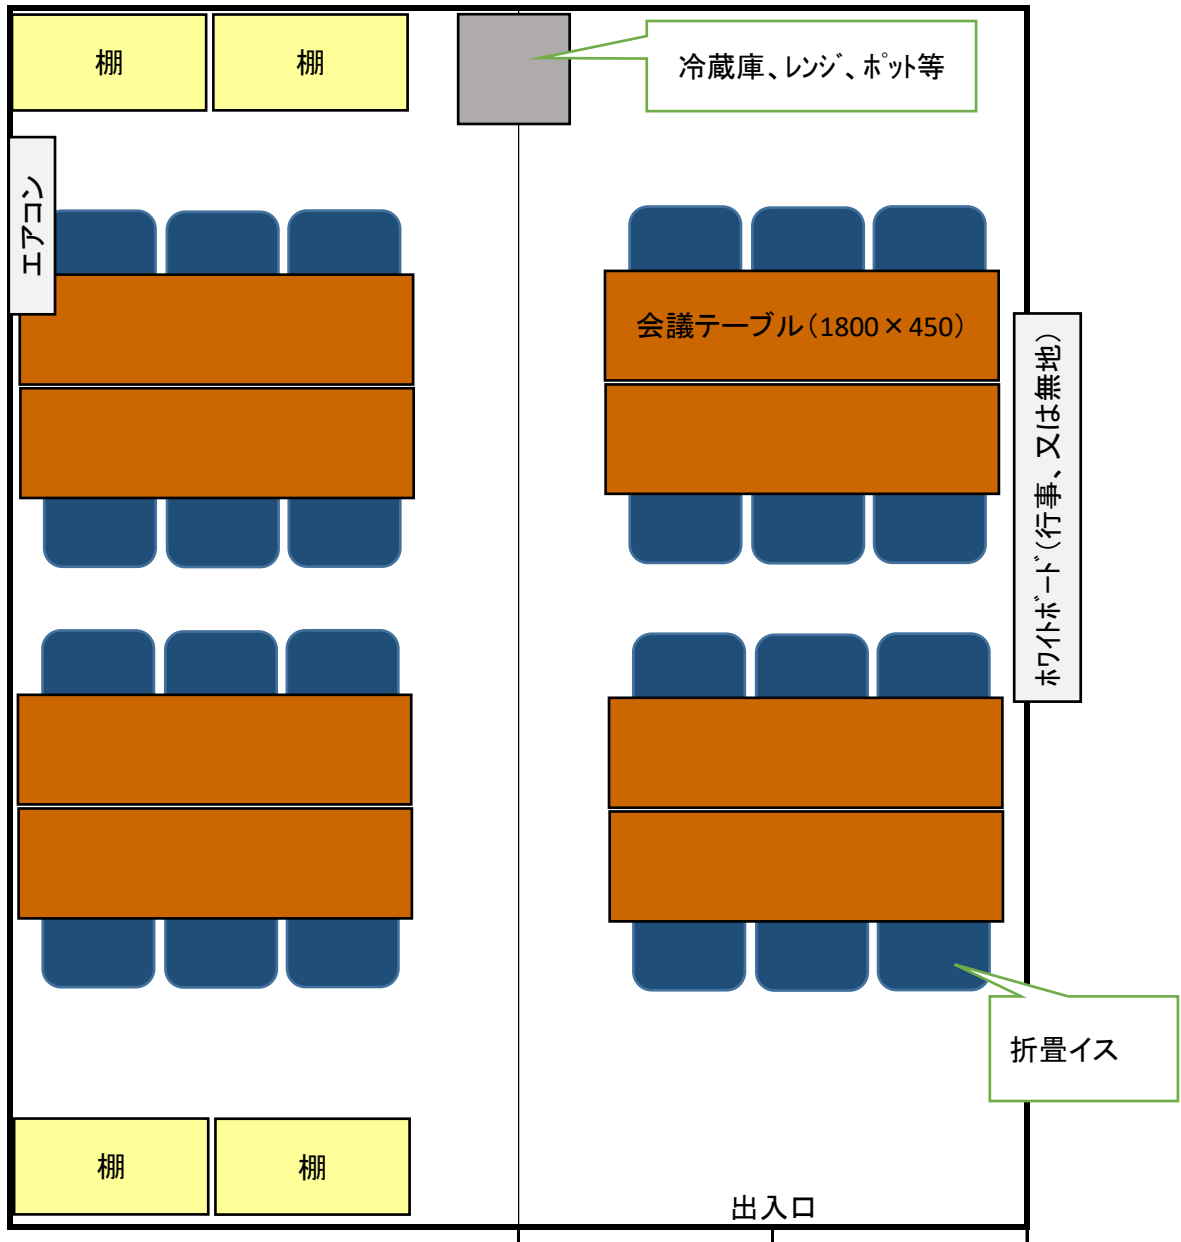 棚
棚
冷蔵庫、レンジ、ポット等
エアコン
会議テーブル（1800×450）
ホワイトボード（行事、又は無地）
折畳イス
棚
棚
出入口